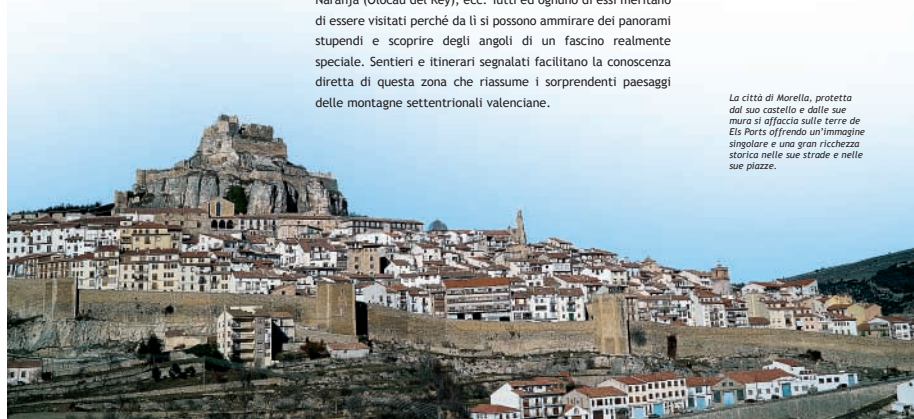 Naranja (Olocau del Rey), ecc. Tutti ed ognuno di essi meritano
di essere visitati perché da lì si possono ammirare dei panorami
stupendi e scoprire degli angoli di un fascino realmente
speciale. Sentieri e itinerari segnalati facilitano la conoscenza
diretta di questa zona che riassume i sorprendenti paesaggi
delle montagne settentrionali valenciane.
La città di Morella, protetta
dal suo castello e dalle sue
mura si affaccia sulle terre de
Els Ports offrendo un'immagine
singolare e una gran ricchezza
storica nelle sue strade e nelle
sue piazze.